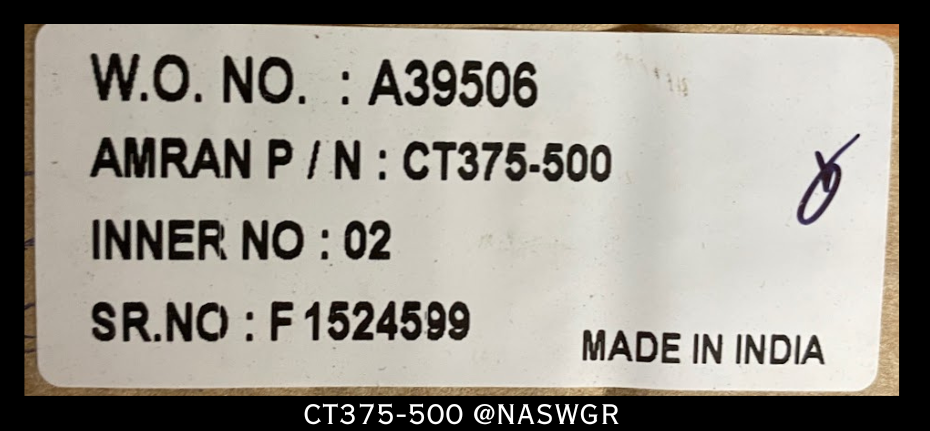 W.O. NO. : A39506
AMRAN P / N : CT375-500
INNER NO : 02
SR.NO : F 1524599
MADE IN INDIA
CT375-500 @NASWGR